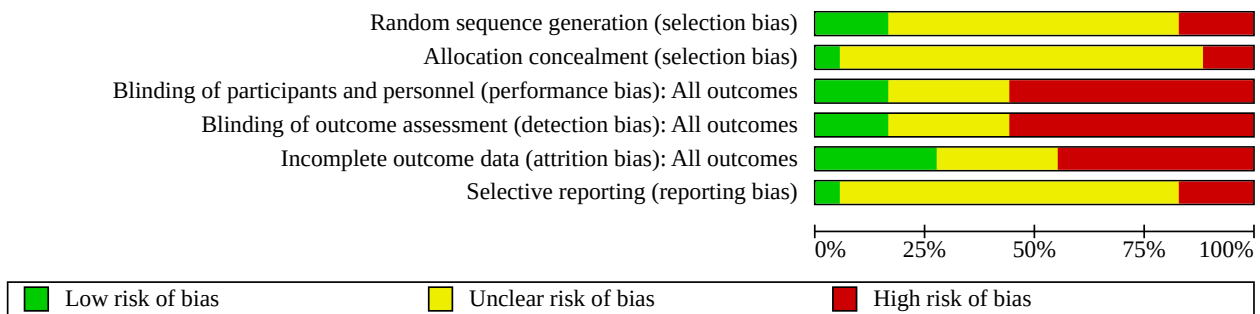 Random sequence generation (selection bias)
Allocation concealment (selection bias)
Blinding of participants and personnel (performance bias): All outcomes
Blinding of outcome assessment (detection bias): All outcomes
Incomplete outcome data (attrition bias): All outcomes
Selective reporting (reporting bias)
0% 25% 50% 75% 100%
Low risk of bias Unclear risk of bias High risk of bias